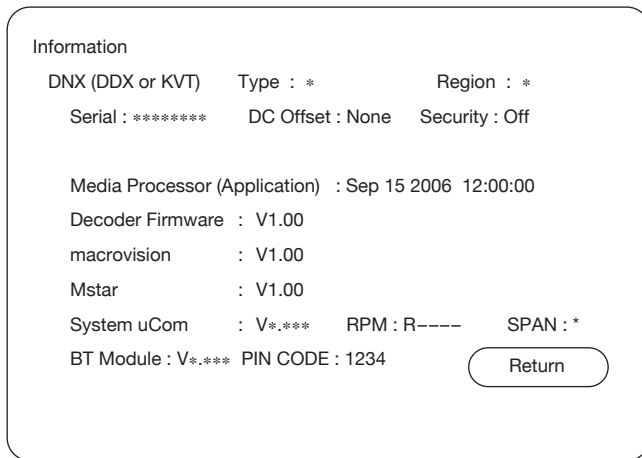 Information
DNX (DDX or KVT) Type : * Region : *
Serial : ******** DC Offset : None Security : Off
Media Processor (Application) : Sep 15 2006 12:00:00
Decoder Firmware : V1.00
macrovision : V1.00
Mstar : V1.00
System uCom : V*.*** RPM : R−−−− SPAN : *
BT Module : V*.*** PIN CODE : 1234
Return